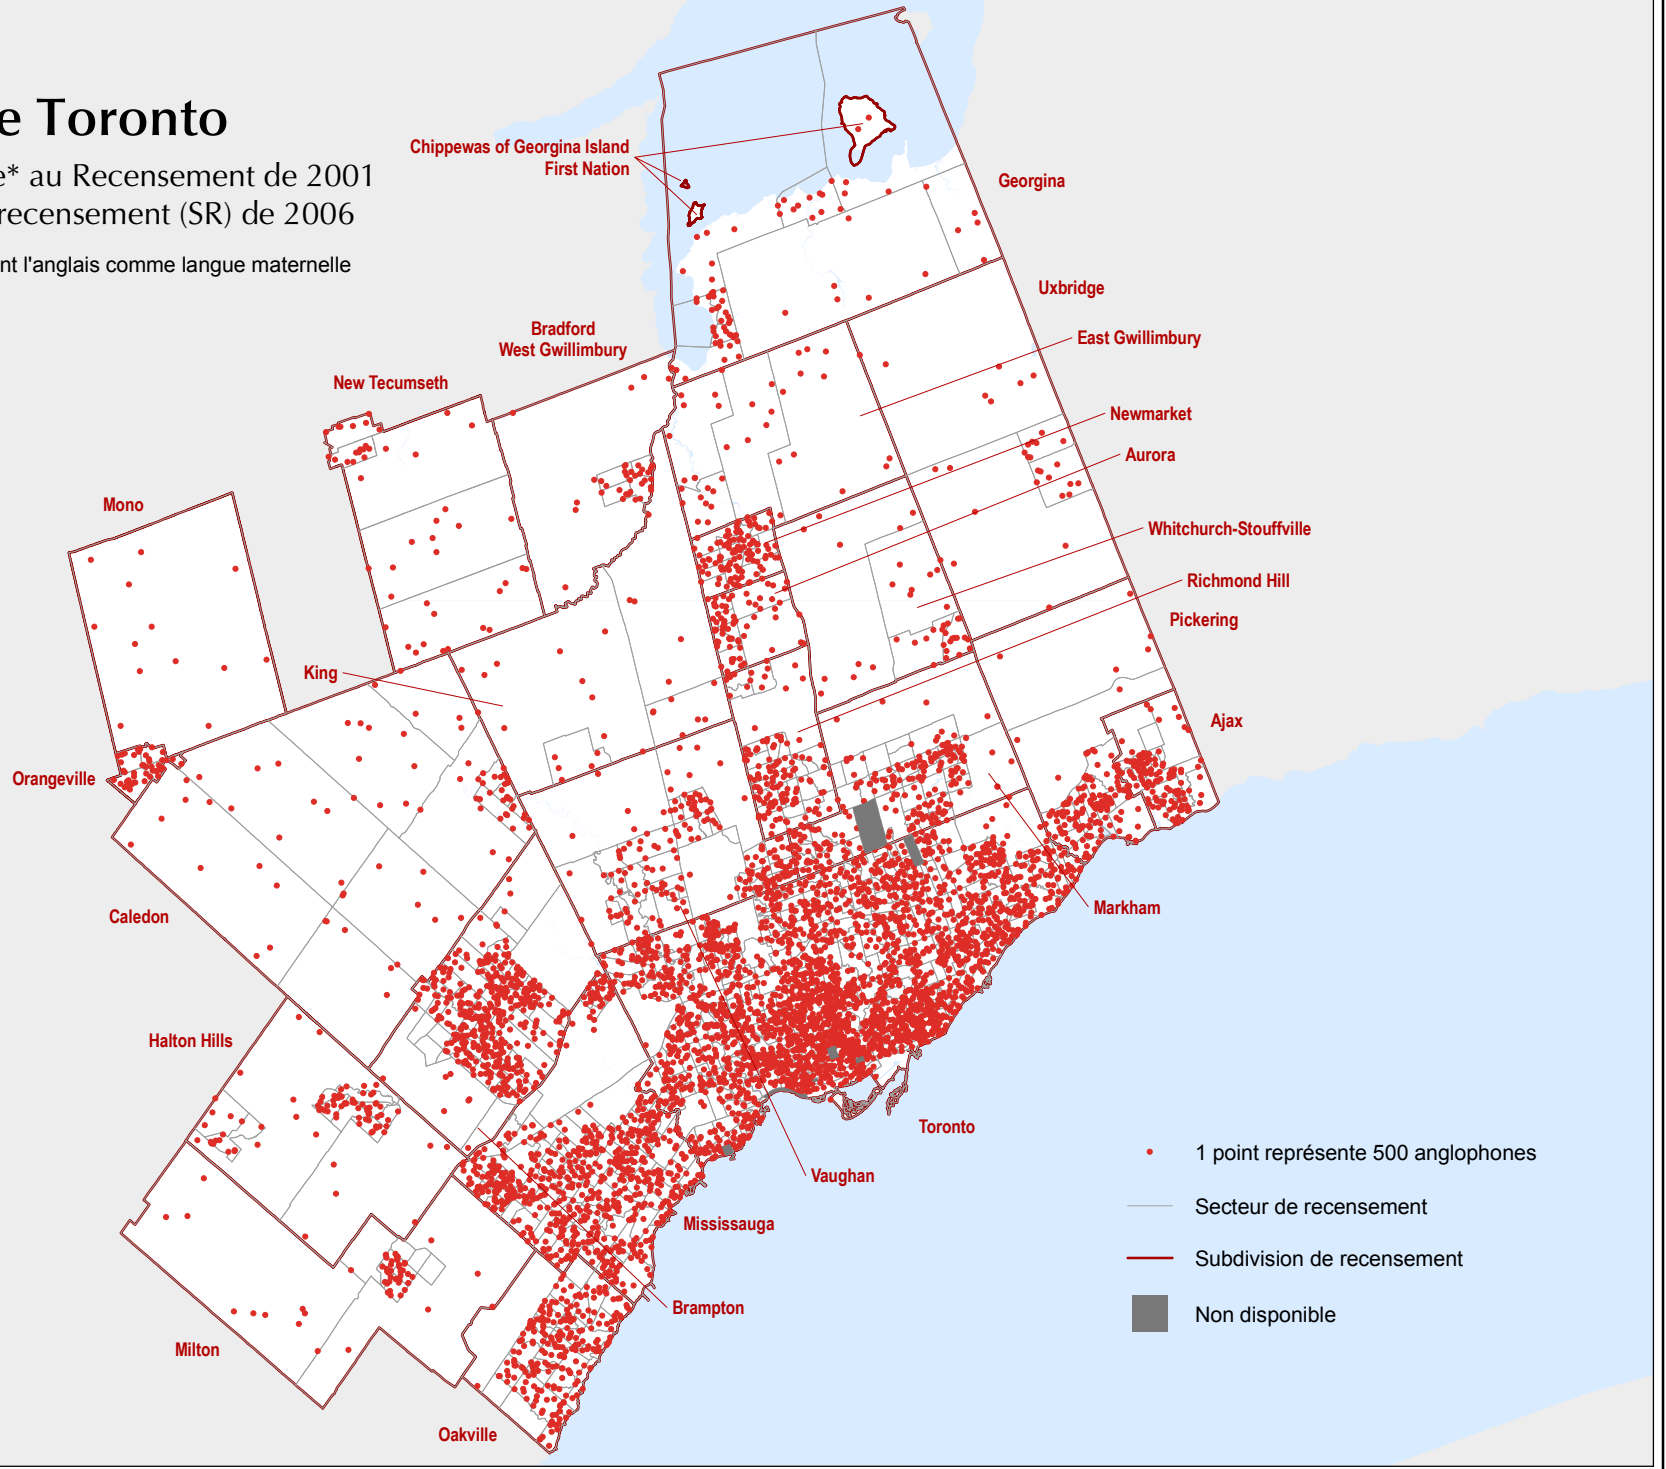 e Toronto
e* au Recensement de 2001
recensement (SR) de 2006
nt l'anglais comme langue maternelle
Chippewas of Georgina Island
First Nation
Georgina
Uxbridge
Bradford
West Gwillimbury
East Gwillimbury
New Tecumseth
Newmarket
Aurora
Mono
Whitchurch-Stouffville
Richmond Hill
Pickering
King
Ajax
Orangeville
Markham
Caledon
Halton Hills
Toronto
Vaughan
Mississauga
Brampton
Milton
Oakville
1 point représente 500 anglophones
Secteur de recensement
Subdivision de recensement
Non disponible